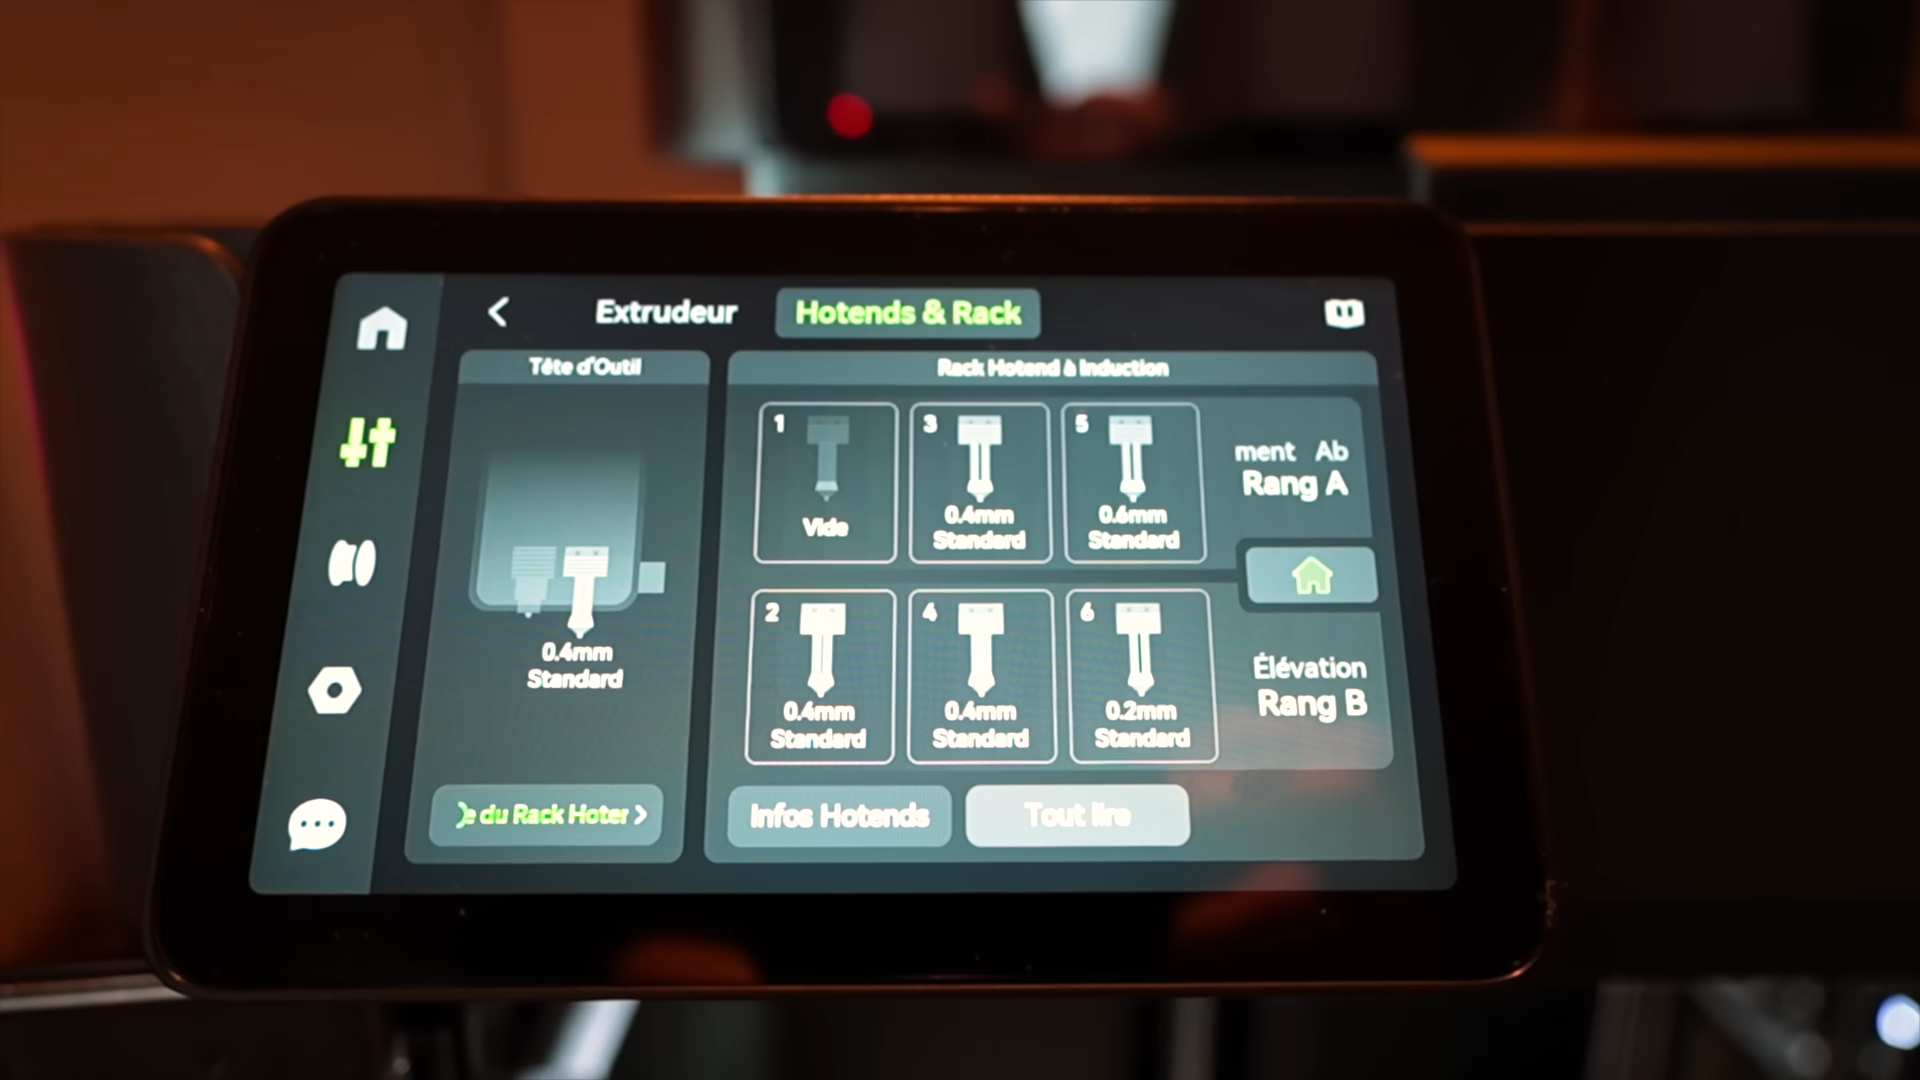 Extrudeur
Hotends & Rack
Tête d'Outil
0.4mm
Standard
e du Rack Hoter
Rack Hotend à Induction
1
Vide
3
0.4mm
Standard
5
0.6mm
Standard
ment Ab
Rang A
2
0.4mm
Standard
4
0.4mm
Standard
6
0.2mm
Standard
Élévation
Rang B
Infos Hotends
Tout lire